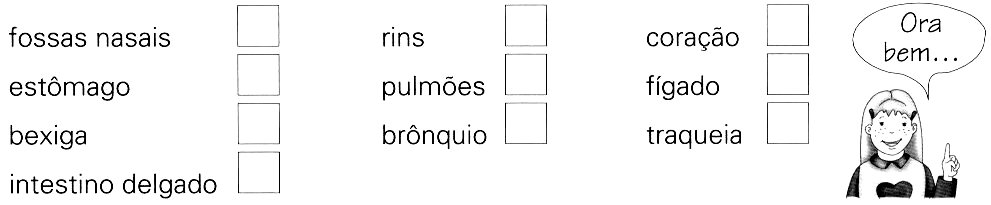 fossas nasais
estômago
bexiga
intestino delgado
rins
pulmões
brônquio
coração
fígado
traqueia
Ora
bem...